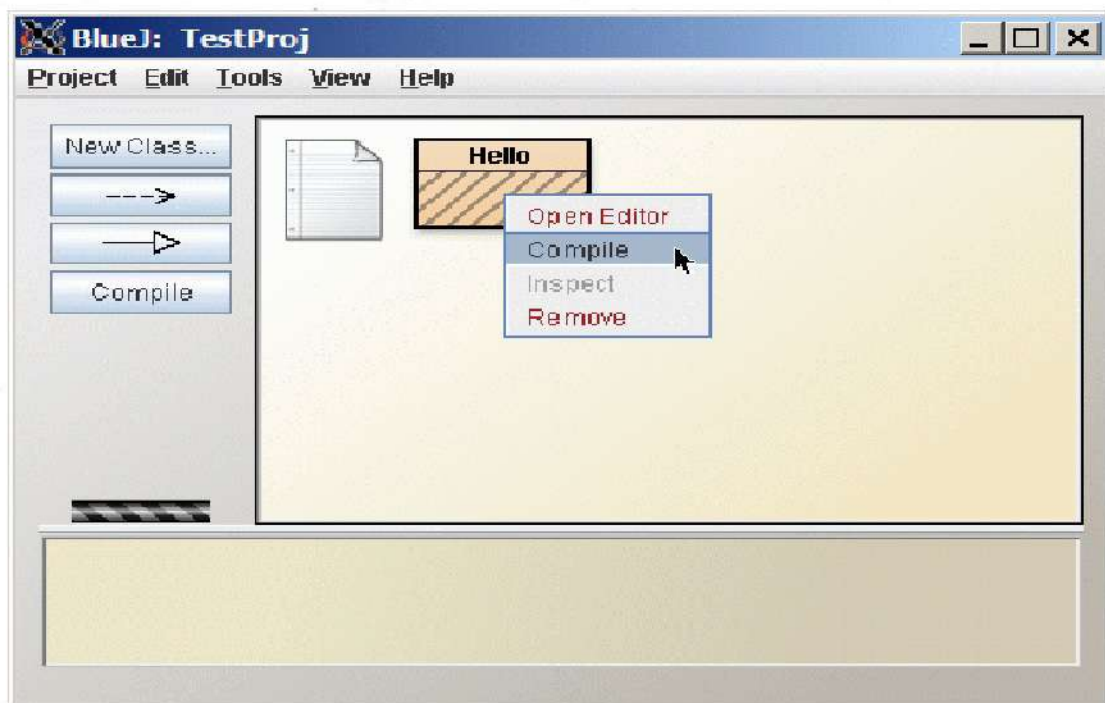 BlueJ: TestProj
Project Edit Tools View Help
New Class...
Compile
Hello
Open Editor
Compile
Inspect
Remove